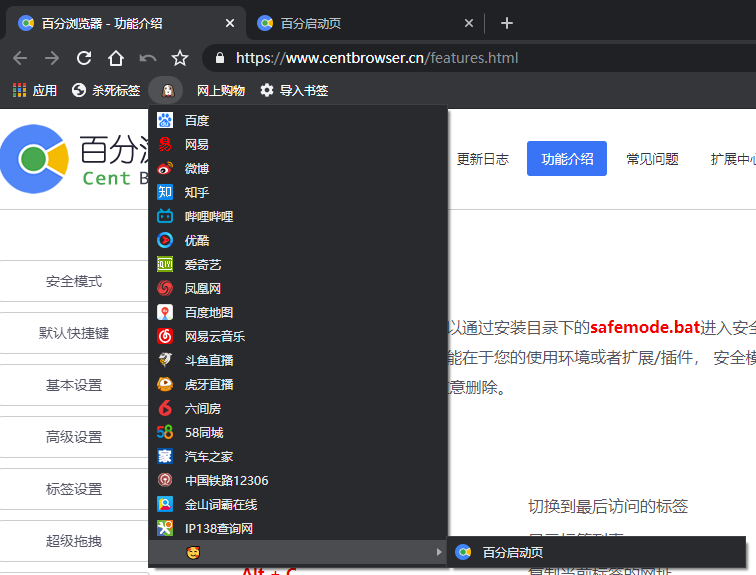 百分浏览器 - 功能介绍
百分启动页
https://www.centbrowser.cn/features.html
应用
杀死标签
网上购物
导入书签
百度
网易
微博
知乎
哔哩哔哩
优酷
爱奇艺
凤凰网
百度地图
网易云音乐
斗鱼直播
虎牙直播
六间房
58同城
汽车之家
中国铁路12306
金山词霸在线
IP138查询网
百分启动页
百分浏
Cent B
更新日志
功能介绍
常见问题
扩展中心
安全模式
默认快捷键
基本设置
高级设置
标签设置
超级拖拽
以通过安装目录下的safemode.bat进入安全
能在于您的使用环境或者扩展/插件， 安全模
意删除。
切换到最后访问的标签
复制当前标签的网址
Alt + C